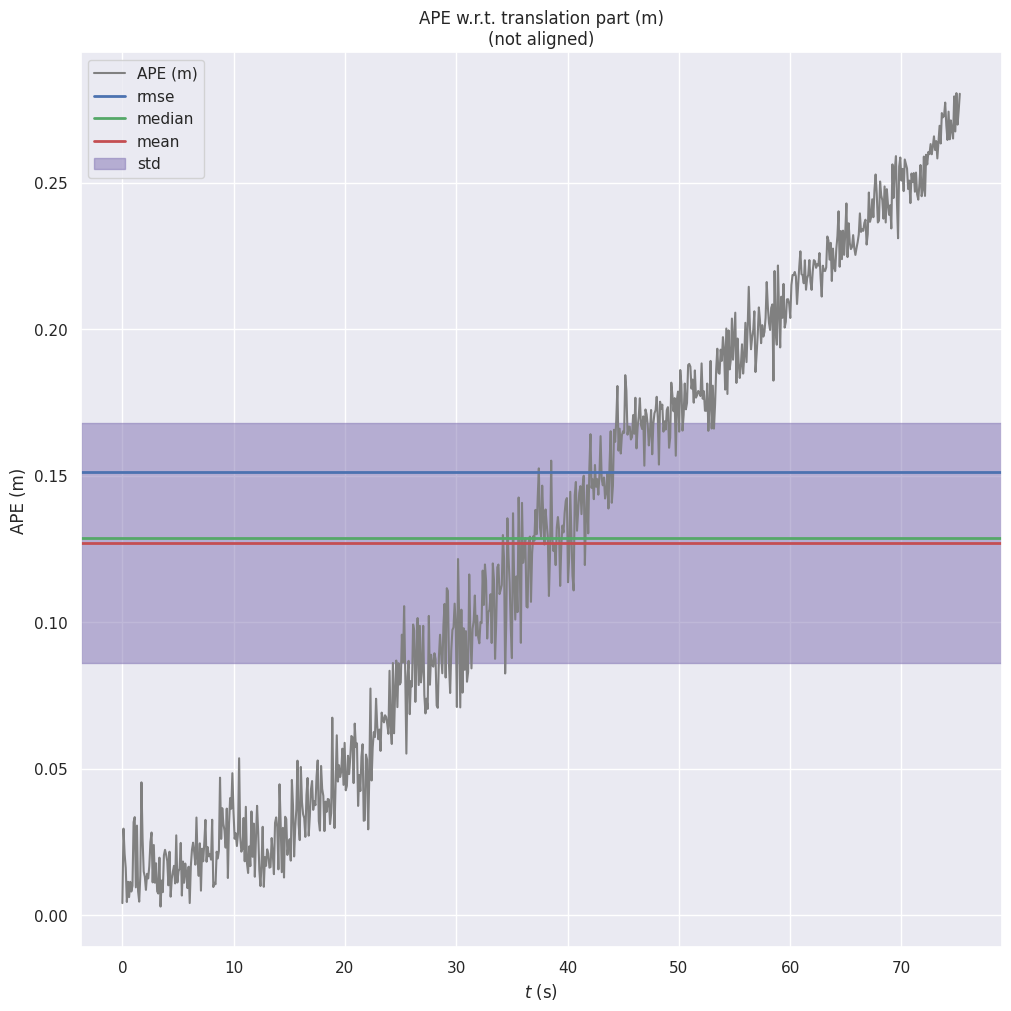 APE w.r.t. translation part (m)
(not aligned)
APE (m)
rmse
median
mean
std
APE (m)
0.25
0.20
0.15
0.10
0.05
0.00
0 10 20 30 40 50 60 70
t (s)